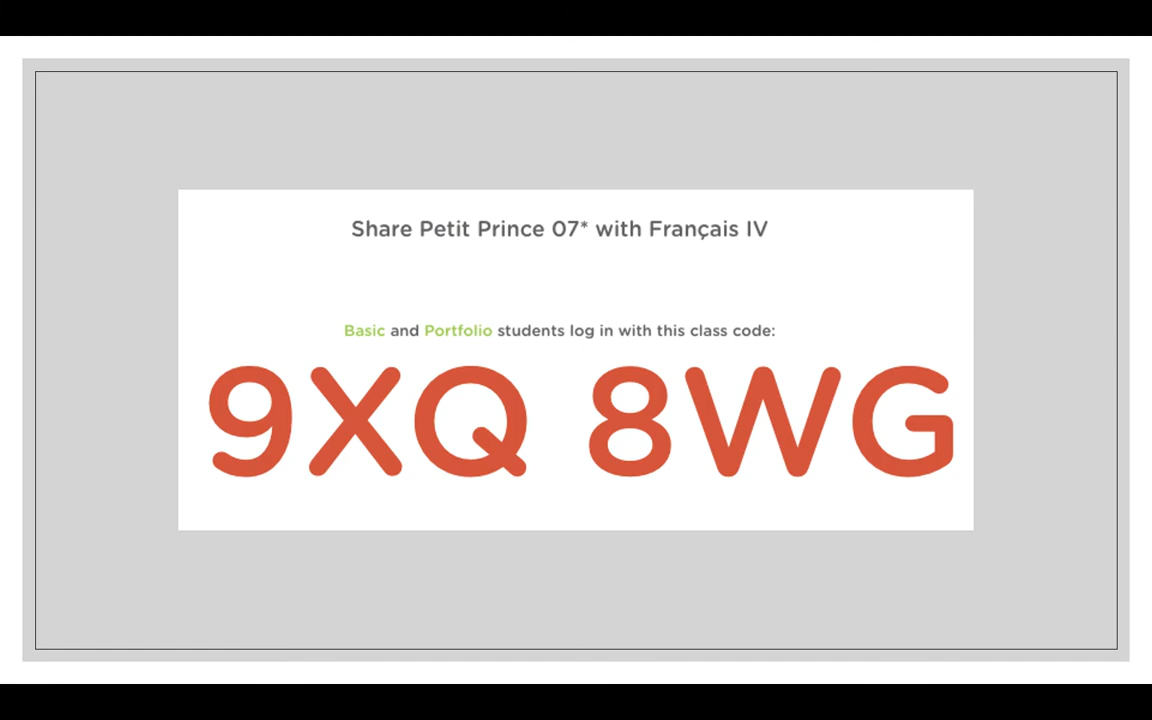 Share Petit Prince 07* with Français IV
Basic and Portfolio students log in with this class code:
9XQ 8WG